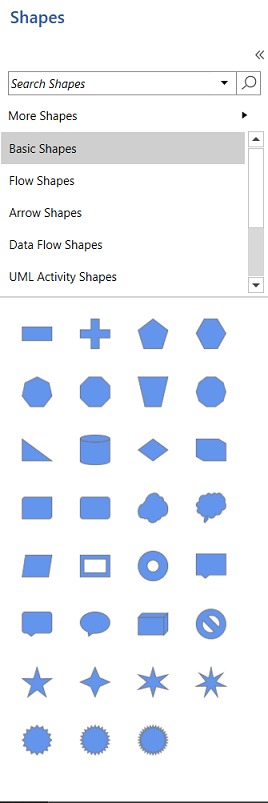 Shapes
Search Shapes
More Shapes
Basic Shapes
Flow Shapes
Arrow Shapes
Data Flow Shapes
UML Activity Shapes